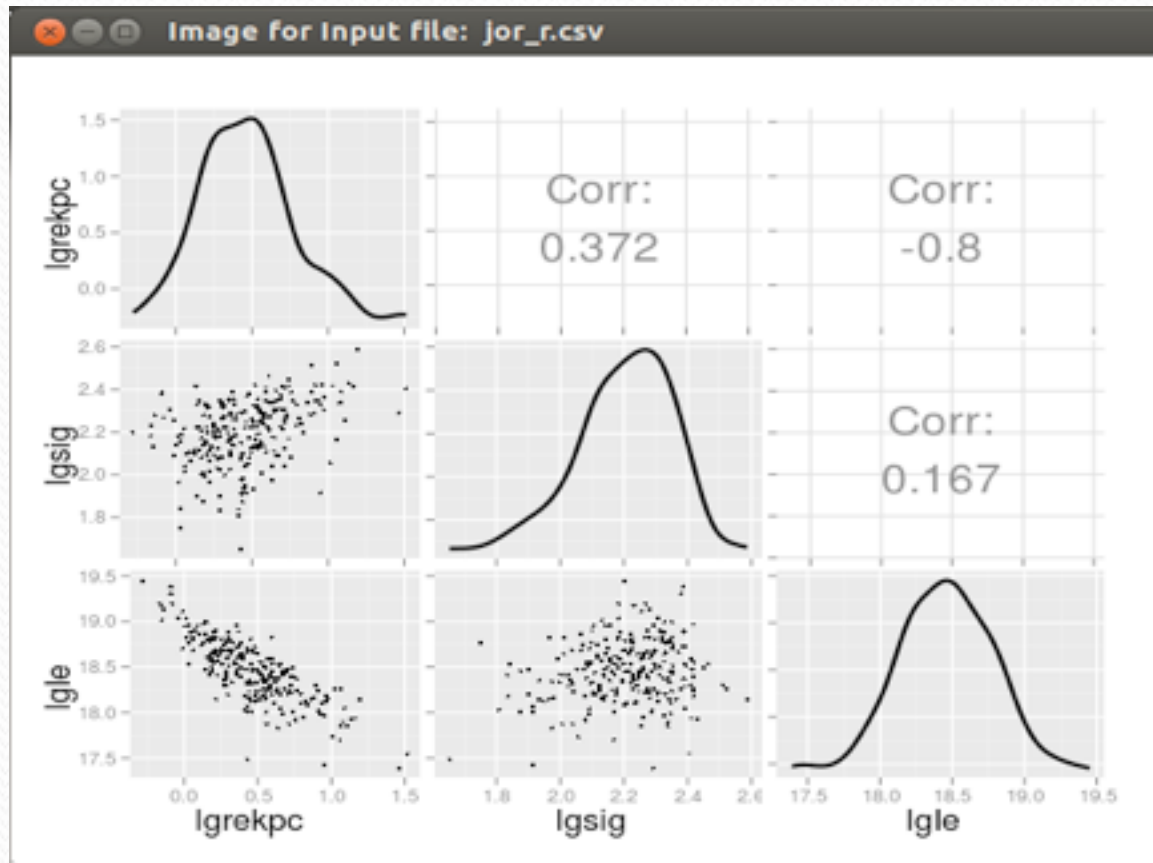 Image for Input file: jor_r.csv
lgrekpc
1.5
1.0
0.5
0.0
Corr:
0.372
Corr:
-0.8
lgsig
2.6
2.4
2.2
2.0
1.8
Corr:
0.167
lgle
19.5
19.0
18.5
18.0
17.5
0.0 0.5 1.0 1.5
1.8 2.0 2.2 2.4 2.6
17.5 18.0 18.5 19.0 19.5
lgrekpc lgsig lgle